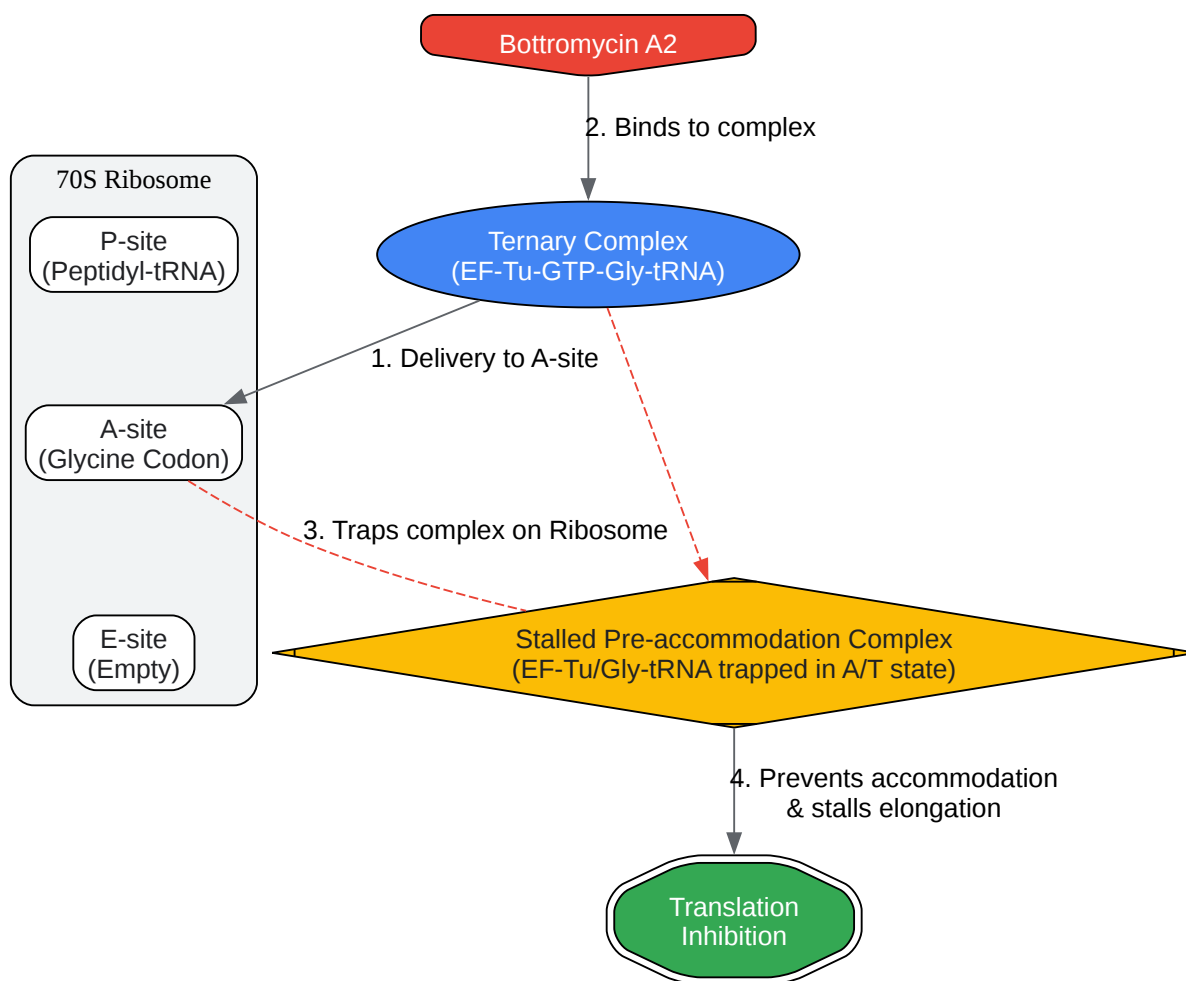 Bottromycin A2
2. Binds to complex
70S Ribosome
P-site
(Peptidyl-tRNA)
Ternary Complex
(EF-Tu-GTP-Gly-tRNA)
1. Delivery to A-site
A-site
(Glycine Codon)
3. Traps complex on Ribosome
E-site
(Empty)
Stalled Pre-accommodation Complex
(EF-Tu/Gly-tRNA trapped in A/T state)
4. Prevents accommodation
& stalls elongation
Translation
Inhibition